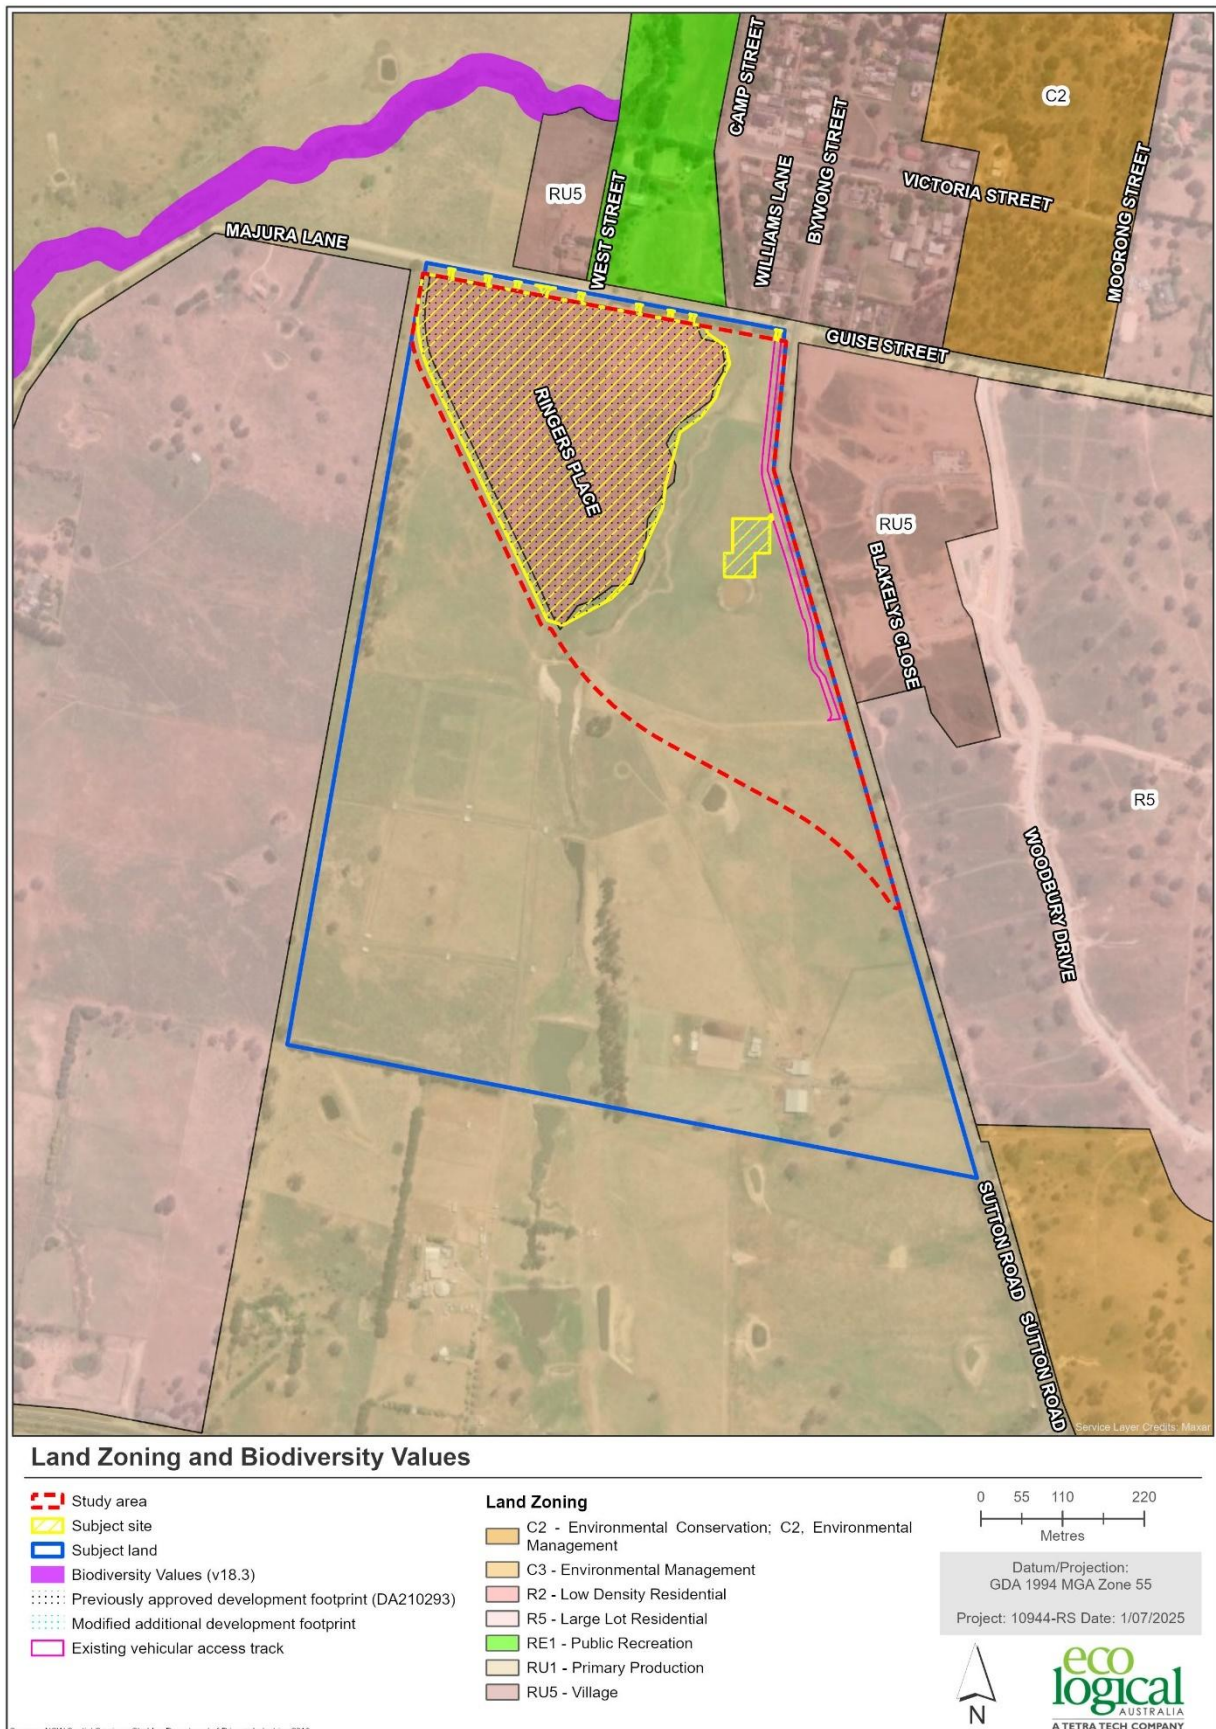 CAMP STREET
C2
BYWONG STREET
VICTORIA STREET
MOORONG STREET
WILLIAMS LANE
RU5
WEST STREET
MAJURA LANE
GUISE STREET
RINGERS PLACE
RU5
BLAKELYS CLOSE
R5
WOODBURY DRIVE
SUTTON ROAD
SUTTON ROAD
Service Layer Credits: Maxar
Land Zoning and Biodiversity Values
Study area
Subject site
Subject land
Biodiversity Values (v18.3)
Previously approved development footprint (DA210293)
Modified additional development footprint
Existing vehicular access track
Land Zoning
C2 - Environmental Conservation; C2, Environmental
Management
C3 - Environmental Management
R2 - Low Density Residential
R5 - Large Lot Residential
RE1 - Public Recreation
RU1 - Primary Production
RU5 - Village
0 55 110 220
Metres
Datum/Projection:
GDA 1994 MGA Zone 55
Project: 10944-RS Date: 1/07/2025
N
eco
logical
AUSTRALIA
A TETRA TECH COMPANY